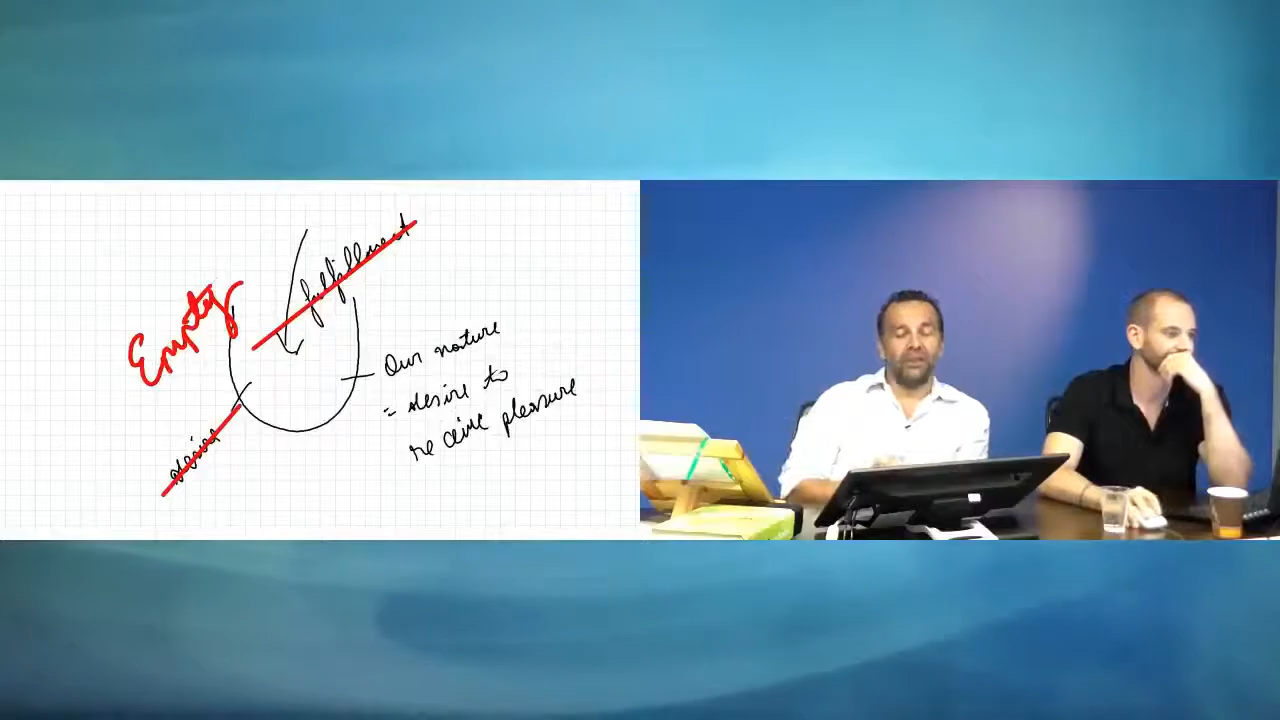 fulfillment
Empty
Our nature
= desire to
receive pleasure
desire